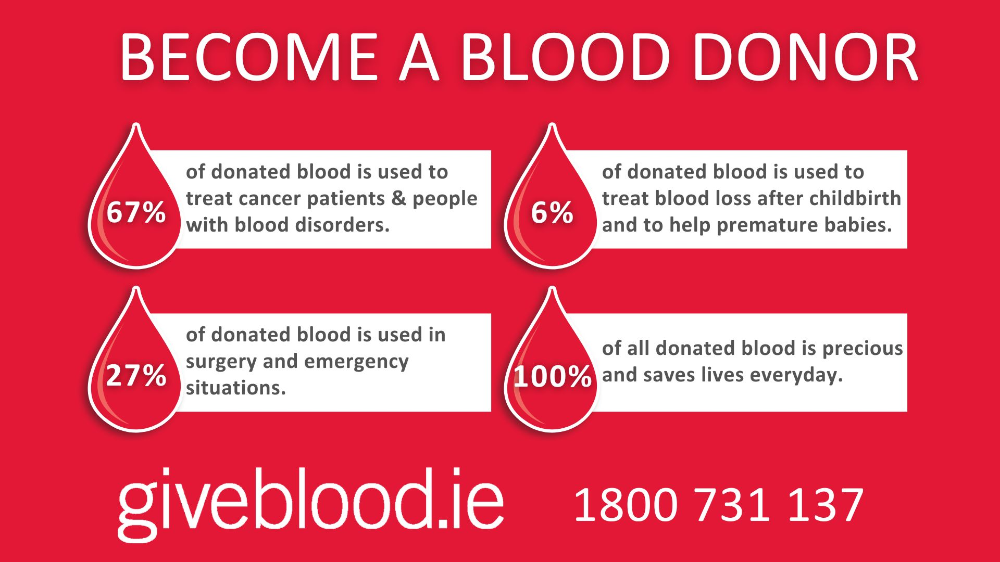 BECOME A BLOOD DONOR
67%
of donated blood is used to
treat cancer patients & people
with blood disorders.
6%
of donated blood is used to
treat blood loss after childbirth
and to help premature babies.
27%
of donated blood is used in
surgery and emergency
situations.
100%
of all donated blood is precious
and saves lives everyday.
giveblood.ie
1800 731 137